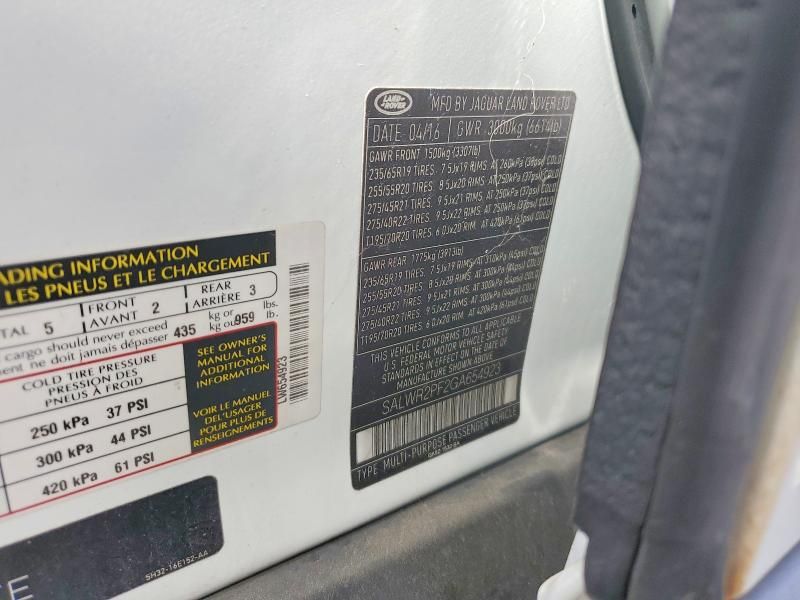 LAND ROVER
MFD BY JAGUAR LAND ROVER LTD
DATE 04/16 GWR 3000kg (6614lb)
GAWR FRONT 1500kg (3307lb)
235/65R19 TIRES. 7.5Jx19 RIMS. AT 260kPa (38psi) COLD
255/55R20 TIRES. 8.5Jx20 RIMS. AT 250kPa (37psi) COLD
275/45R21 TIRES. 9.5Jx21 RIMS. AT 250kPa (37psi) COLD
275/40R22 TIRES. 9.5Jx22 RIMS. AT 250kPa (37psi) COLD
T195/70R20 TIRES. 6.0Jx20 RIM. AT 420kPa (61psi) COLD
GAWR REAR 1775kg (3913lb)
235/65R19 TIRES. 7.5Jx19 RIMS. AT 310kPa (45psi) COLD
255/55R20 TIRES. 8.5Jx20 RIMS. AT 300kPa (44psi) COLD
275/45R21 TIRES. 9.5Jx21 RIMS. AT 300kPa (44psi) COLD
275/40R22 TIRES. 9.5Jx22 RIMS. AT 300kPa (44psi) COLD
T195/70R20 TIRES. 6.0Jx20 RIM. AT 420kPa (61psi) COLD
THIS VEHICLE CONFORMS TO ALL APPLICABLE
U.S. FEDERAL MOTOR VEHICLE SAFETY
STANDARDS IN EFFECT ON THE DATE OF
MANUFACTURE SHOWN ABOVE.
SALWR2PF2GA654923
TYPE MULTI-PURPOSE PASSENGER VEHICLE
ADING INFORMATION
LES PNEUS ET LE CHARGEMENT
TAL 5
FRONT
AVANT 2
REAR
ARRIÈRE 3
cargo should never exceed
ment ne doit jamais dépasser 435 kg or kg ou 959 lbs. lb.
COLD TIRE PRESSURE
PRESSION DES
PNEUS À FROID
250 kPa 37 PSI
300 kPa 44 PSI
420 kPa 61 PSI
SEE OWNER'S
MANUAL FOR
ADDITIONAL
INFORMATION
VOIR LE MANUEL
DEL'USAGER
POUR PLUS DE
RENSEIGNEMENTS
LW654923
SH32-16E152-AA
TE